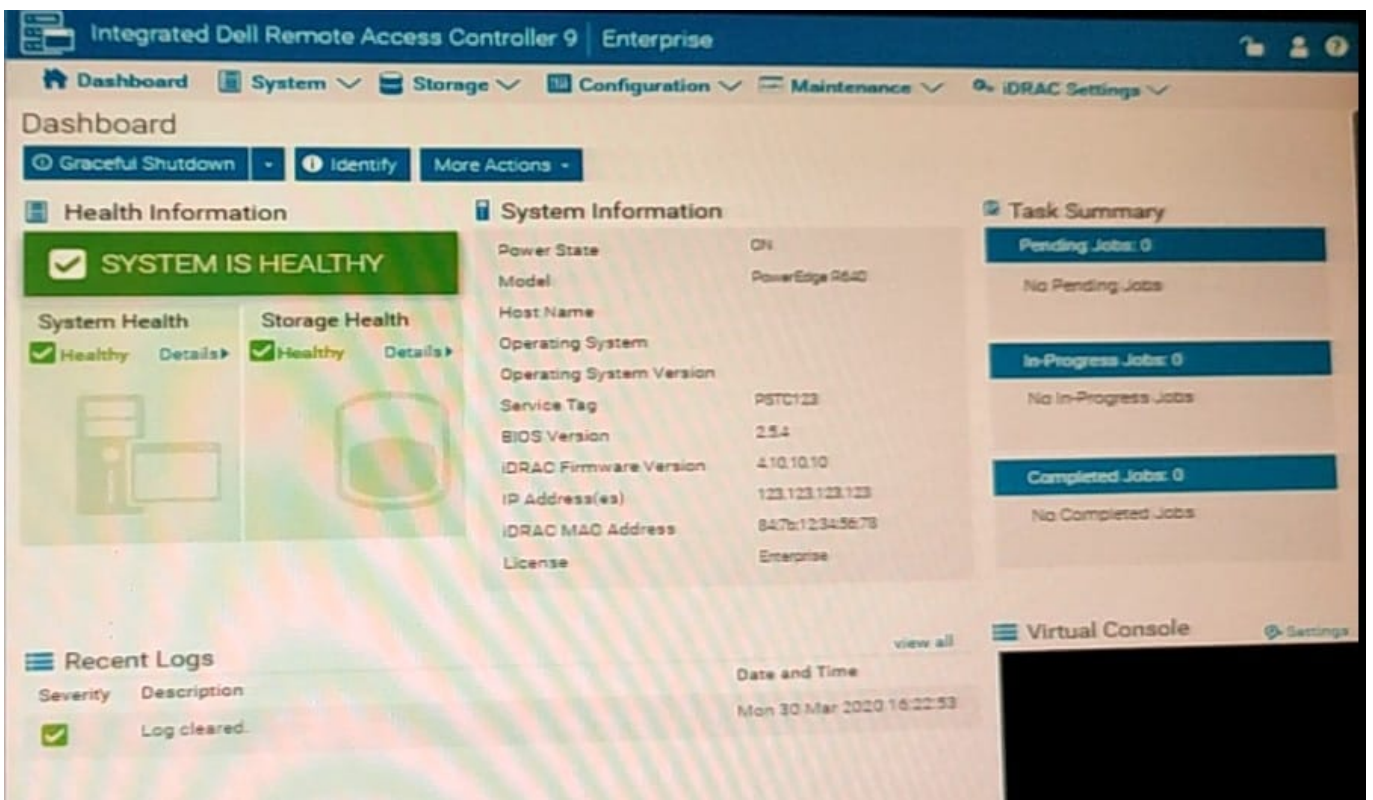 Integrated Dell Remote Access Controller 9 | Enterprise
Dashboard System Storage Configuration Maintenance iDRAC Settings
Dashboard
Graceful Shutdown Identify More Actions
Health Information
SYSTEM IS HEALTHY
System Health Storage Health
Healthy Details Healthy Details
System Information
Power State ON
Model PowerEdge R640
Host Name
Operating System
Operating System Version
Service Tag PSTC123
BIOS Version 2.5.4
iDRAC Firmware Version 4.10.10.10
IP Address(es) 123.123.123.123
iDRAC MAC Address 84:7b:12:34:56:78
License Enterprise
Task Summary
Pending Jobs: 0
No Pending Jobs
In-Progress Jobs: 0
No In-Progress Jobs
Completed Jobs: 0
No Completed Jobs
Recent Logs
view all
Severity Description Date and Time
Log cleared. Mon 30 Mar 2020 16:22:53
Virtual Console Settings